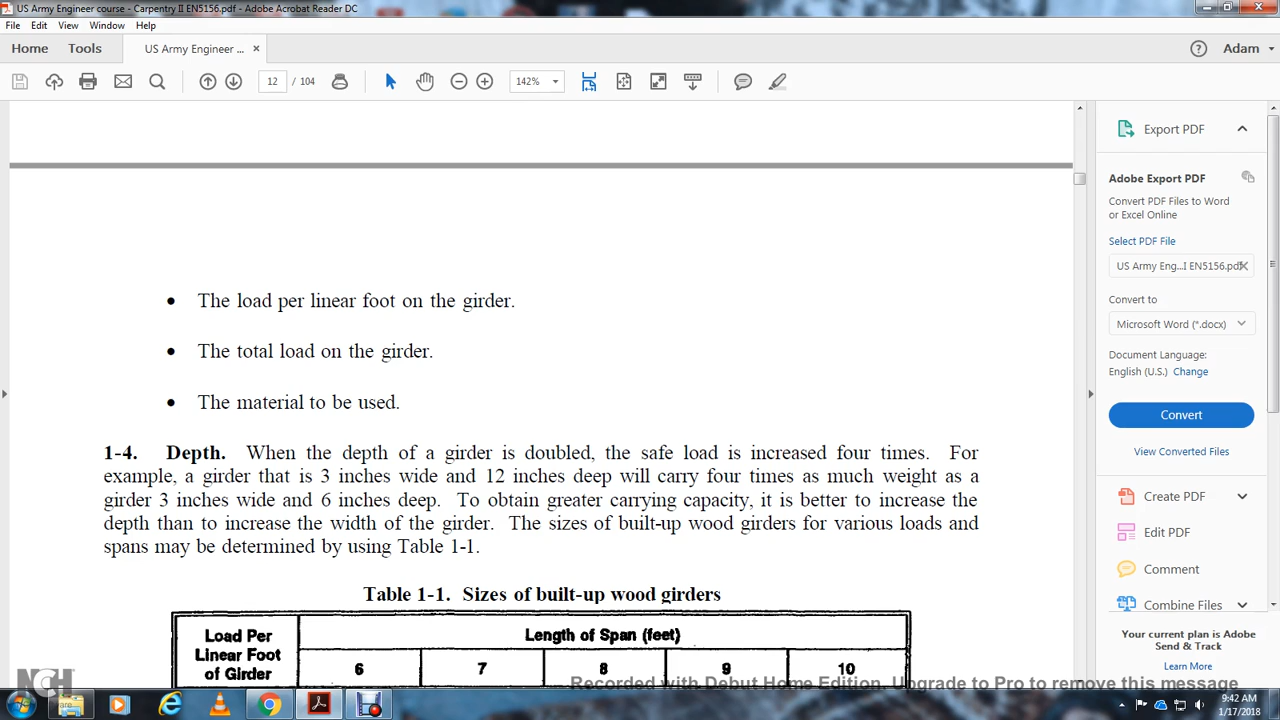 US Army Engineer course - Carpentry II EN5156.pdf - Adobe Acrobat Reader DC
File Edit View Window Help
Home Tools US Army Engineer ... × Adam
12 / 104 142%
Export PDF
Adobe Export PDF
Convert PDF Files to Word
or Excel Online
Select PDF File
US Army Eng...I EN5156.pdf
Convert to
Microsoft Word (*.docx)
Document Language:
English (U.S.) Change
Convert
View Converted Files
Create PDF
Edit PDF
Comment
Combine Files
Your current plan is Adobe
Send & Track
Learn More
• The load per linear foot on the girder.
• The total load on the girder.
• The material to be used.
1-4. Depth. When the depth of a girder is doubled, the safe load is increased four times. For
example, a girder that is 3 inches wide and 12 inches deep will carry four times as much weight as a
girder 3 inches wide and 6 inches deep. To obtain greater carrying capacity, it is better to increase the
depth than to increase the width of the girder. The sizes of built-up wood girders for various loads and
spans may be determined by using Table 1-1.
Table 1-1. Sizes of built-up wood girders
Load Per
Linear Foot
of Girder
Length of Span (feet)
6 7 8 9 10
Recorded with Debut Home Edition. Upgrade to Pro to remove this message
NCH
9:42 AM
1/17/2018